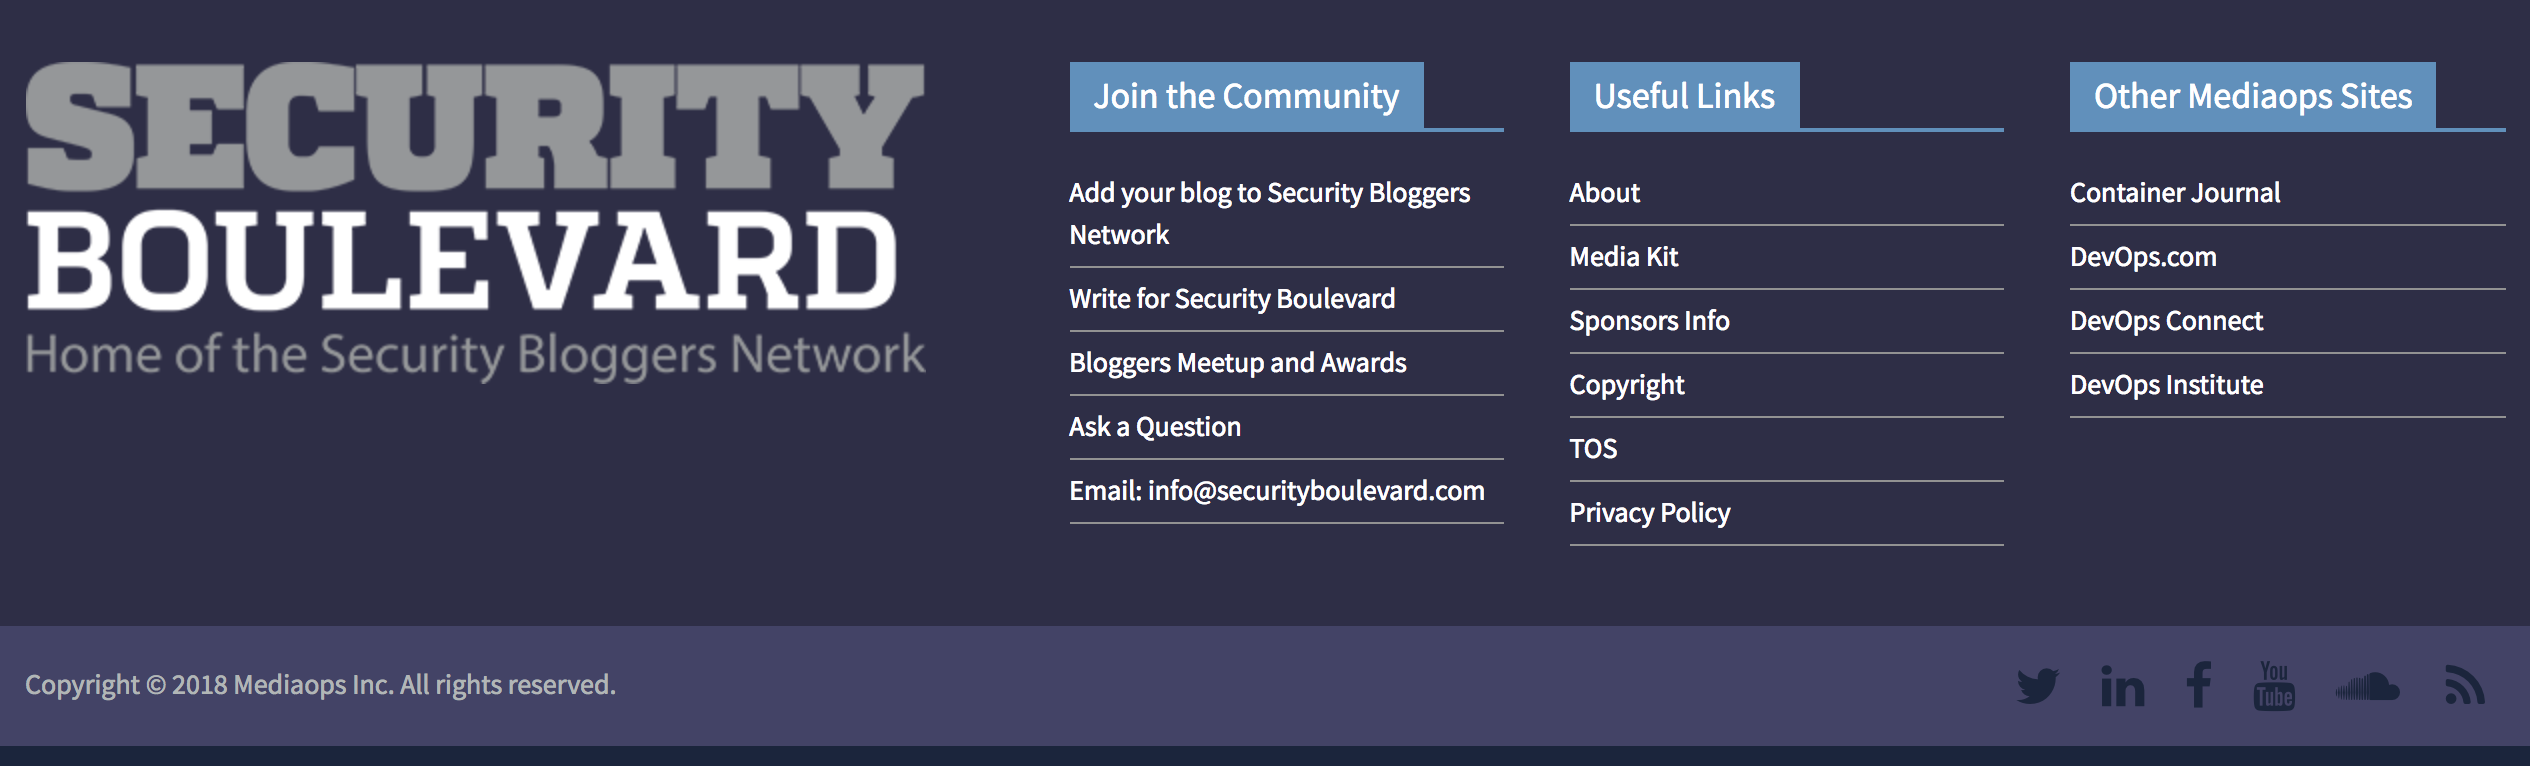 SECURITY
BOULEVARD
Home of the Security Bloggers Network
Join the Community
Add your blog to Security Bloggers
Network
Write for Security Boulevard
Bloggers Meetup and Awards
Ask a Question
Email: info@securityboulevard.com
Useful Links
About
Media Kit
Sponsors Info
Copyright
TOS
Privacy Policy
Other Mediaops Sites
Container Journal
DevOps.com
DevOps Connect
DevOps Institute
Copyright © 2018 Mediaops Inc. All rights reserved.
in
f
You
Tube